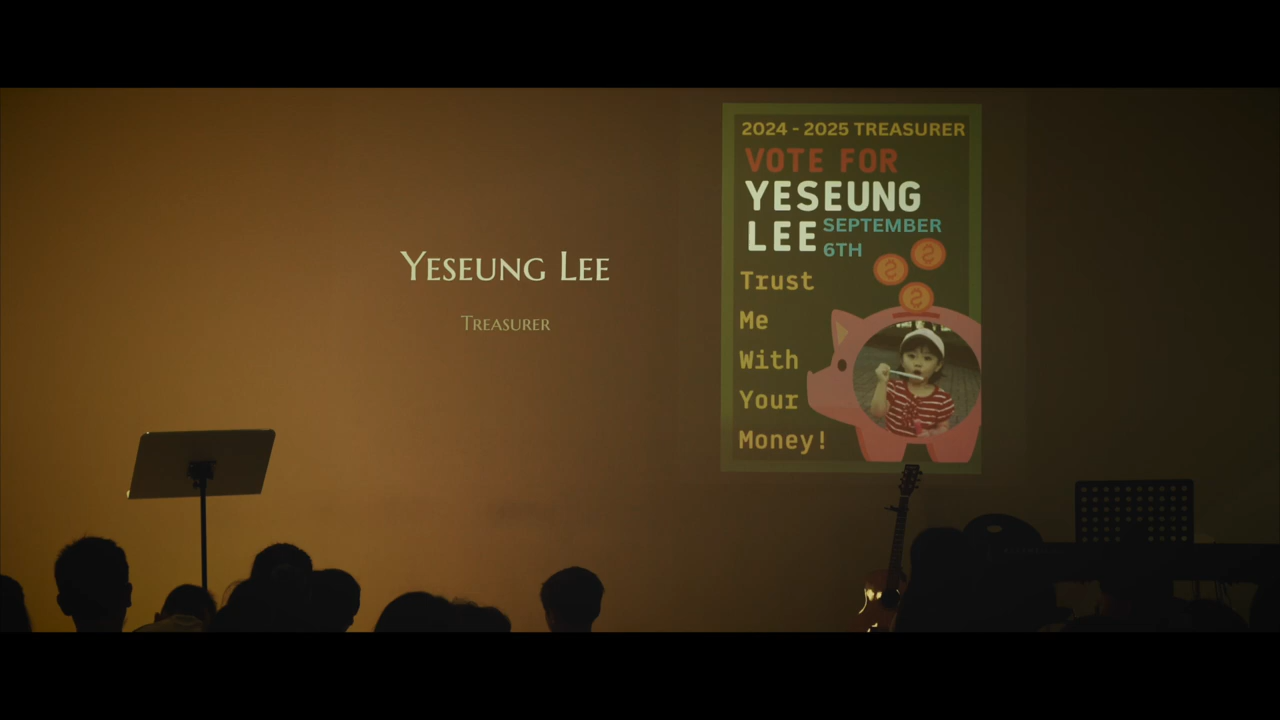 Yeseung Lee
Treasurer
2024 - 2025 TREASURER
VOTE FOR
YESEUNG
LEE
SEPTEMBER
6TH
Trust
Me
With
Your
Money!